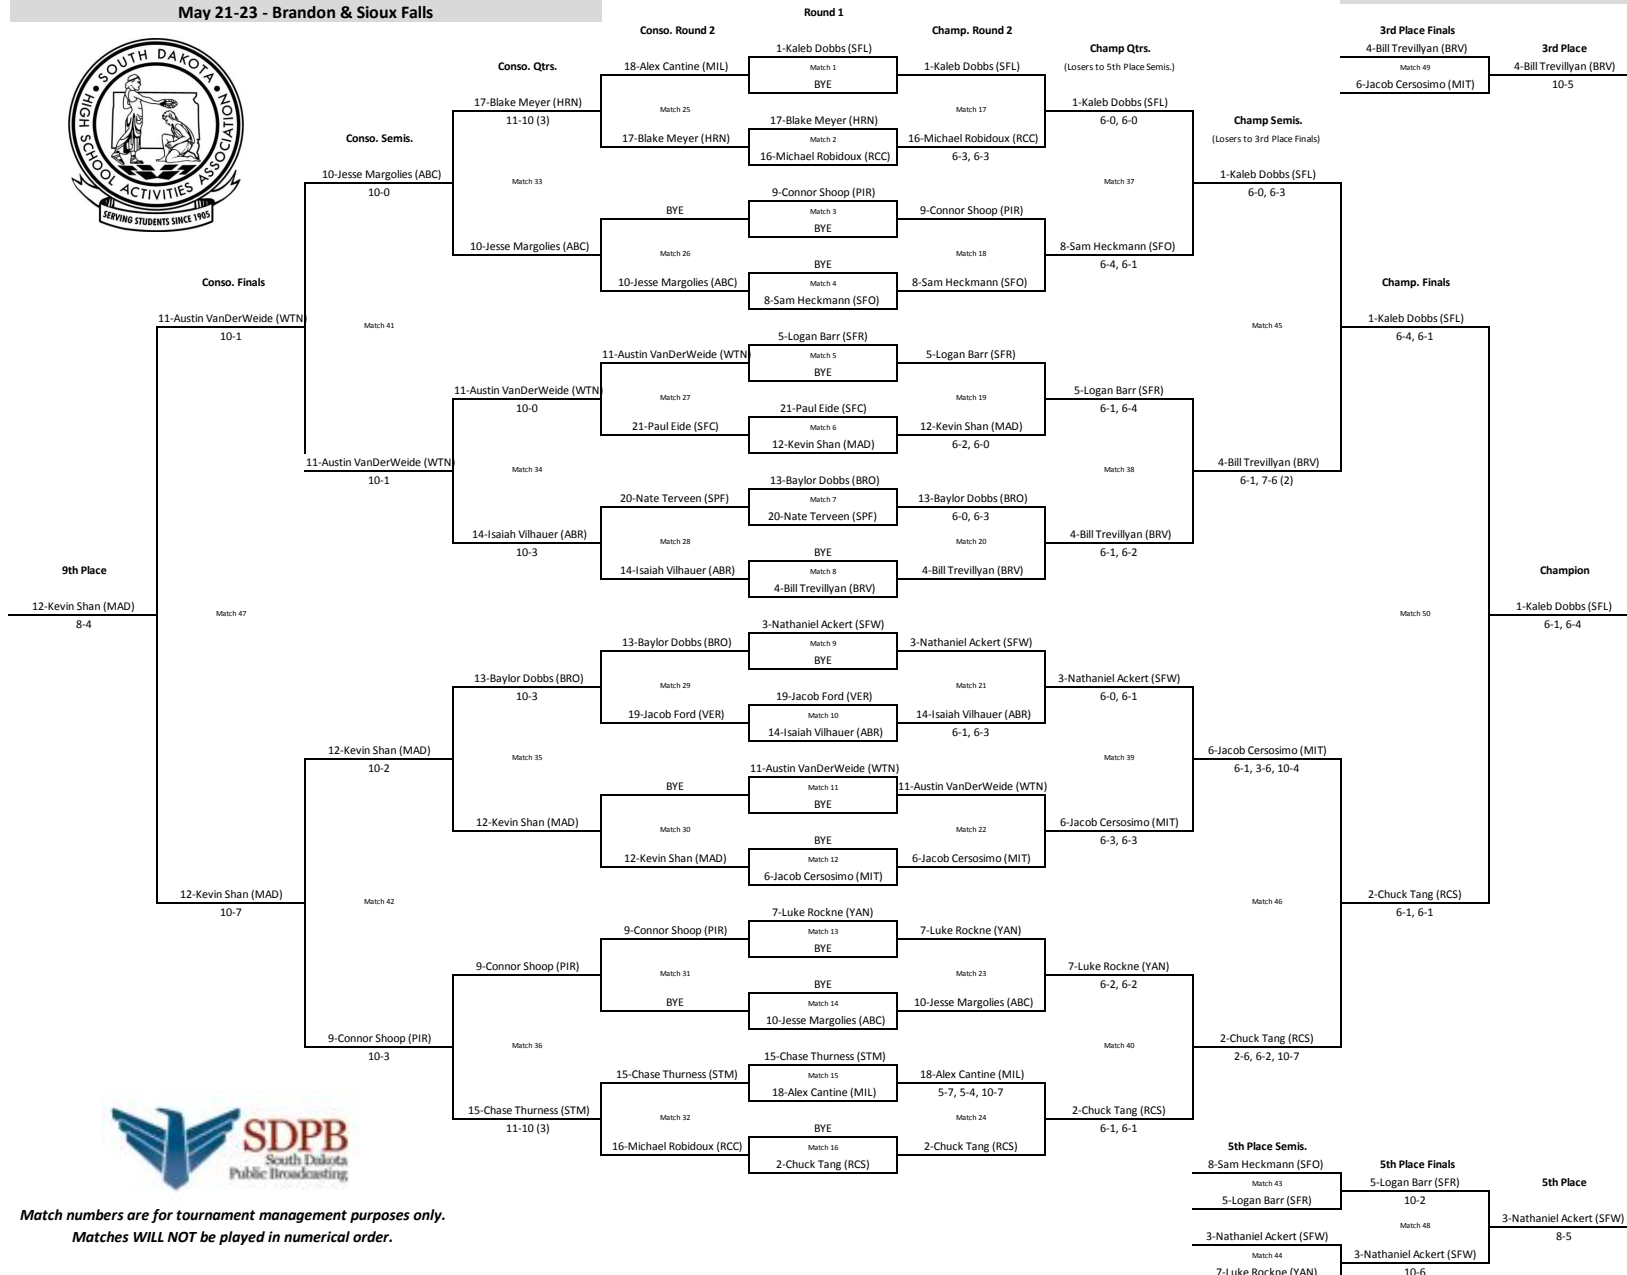 May 21-23 - Brandon & Sioux Falls
SOUTH DAKOTA HIGH SCHOOL ACTIVITIES ASSOCIATION
SERVING STUDENTS SINCE 1905
Round 1
1-Kaleb Dobbs (SFL)
Match 1
BYE
17-Blake Meyer (HRN)
Match 2
16-Michael Robidoux (RCC)
9-Connor Shoop (PIR)
Match 3
BYE
BYE
Match 4
8-Sam Heckmann (SFO)
5-Logan Barr (SFR)
Match 5
BYE
21-Paul Eide (SFC)
Match 6
12-Kevin Shan (MAD)
13-Baylor Dobbs (BRO)
Match 7
20-Nate Terveen (SPF)
BYE
Match 8
4-Bill Trevillyan (BRV)
3-Nathaniel Ackert (SFW)
Match 9
BYE
19-Jacob Ford (VER)
Match 10
14-Isaiah Vilhauer (ABR)
11-Austin VanDerWeide (WTN)
Match 11
BYE
BYE
Match 12
6-Jacob Cersosimo (MIT)
7-Luke Rockne (YAN)
Match 13
BYE
BYE
Match 14
10-Jesse Margolies (ABC)
15-Chase Thurness (STM)
Match 15
18-Alex Cantine (MIL)
BYE
Match 16
2-Chuck Tang (RCS)
Champ. Round 2
1-Kaleb Dobbs (SFL)
Match 17
16-Michael Robidoux (RCC)
6-3, 6-3
9-Connor Shoop (PIR)
Match 18
8-Sam Heckmann (SFO)
5-Logan Barr (SFR)
Match 19
12-Kevin Shan (MAD)
6-2, 6-0
13-Baylor Dobbs (BRO)
6-0, 6-3
Match 20
4-Bill Trevillyan (BRV)
3-Nathaniel Ackert (SFW)
Match 21
14-Isaiah Vilhauer (ABR)
6-1, 6-3
11-Austin VanDerWeide (WTN)
Match 22
6-Jacob Cersosimo (MIT)
7-Luke Rockne (YAN)
Match 23
10-Jesse Margolies (ABC)
18-Alex Cantine (MIL)
5-7, 5-4, 10-7
Match 24
2-Chuck Tang (RCS)
Champ Qtrs.
(Losers to 5th Place Semis.)
1-Kaleb Dobbs (SFL)
6-0, 6-0
Match 37
8-Sam Heckmann (SFO)
6-4, 6-1
5-Logan Barr (SFR)
6-1, 6-4
Match 38
4-Bill Trevillyan (BRV)
6-1, 6-2
3-Nathaniel Ackert (SFW)
6-0, 6-1
Match 39
6-Jacob Cersosimo (MIT)
6-3, 6-3
7-Luke Rockne (YAN)
6-2, 6-2
Match 40
2-Chuck Tang (RCS)
6-1, 6-1
Champ Semis.
(Losers to 3rd Place Finals)
1-Kaleb Dobbs (SFL)
6-0, 6-3
Match 45
4-Bill Trevillyan (BRV)
6-1, 7-6 (2)
6-Jacob Cersosimo (MIT)
6-1, 3-6, 10-4
Match 46
2-Chuck Tang (RCS)
2-6, 6-2, 10-7
Champ. Finals
1-Kaleb Dobbs (SFL)
6-4, 6-1
Match 50
2-Chuck Tang (RCS)
6-1, 6-1
Champion
1-Kaleb Dobbs (SFL)
6-1, 6-4
3rd Place Finals
4-Bill Trevillyan (BRV)
Match 49
6-Jacob Cersosimo (MIT)
3rd Place
4-Bill Trevillyan (BRV)
10-5
Conso. Round 2
18-Alex Cantine (MIL)
Match 25
17-Blake Meyer (HRN)
BYE
Match 26
10-Jesse Margolies (ABC)
11-Austin VanDerWeide (WTN)
Match 27
21-Paul Eide (SFC)
20-Nate Terveen (SPF)
Match 28
14-Isaiah Vilhauer (ABR)
13-Baylor Dobbs (BRO)
Match 29
19-Jacob Ford (VER)
BYE
Match 30
12-Kevin Shan (MAD)
9-Connor Shoop (PIR)
Match 31
BYE
15-Chase Thurness (STM)
Match 32
16-Michael Robidoux (RCC)
Conso. Qtrs.
17-Blake Meyer (HRN)
11-10 (3)
Match 33
10-Jesse Margolies (ABC)
11-Austin VanDerWeide (WTN)
10-0
Match 34
14-Isaiah Vilhauer (ABR)
10-3
13-Baylor Dobbs (BRO)
10-3
Match 35
12-Kevin Shan (MAD)
9-Connor Shoop (PIR)
Match 36
15-Chase Thurness (STM)
11-10 (3)
Conso. Semis.
10-Jesse Margolies (ABC)
10-0
Match 41
11-Austin VanDerWeide (WTN)
10-1
12-Kevin Shan (MAD)
10-2
Match 42
9-Connor Shoop (PIR)
10-3
Conso. Finals
11-Austin VanDerWeide (WTN)
10-1
Match 47
12-Kevin Shan (MAD)
10-7
9th Place
12-Kevin Shan (MAD)
8-4
SDPB
South Dakota
Public Broadcasting
Match numbers are for tournament management purposes only.
Matches WILL NOT be played in numerical order.
5th Place Semis.
8-Sam Heckmann (SFO)
Match 43
5-Logan Barr (SFR)
3-Nathaniel Ackert (SFW)
Match 44
7-Luke Rockne (YAN)
5th Place Finals
5-Logan Barr (SFR)
10-2
Match 48
3-Nathaniel Ackert (SFW)
10-6
5th Place
3-Nathaniel Ackert (SFW)
8-5